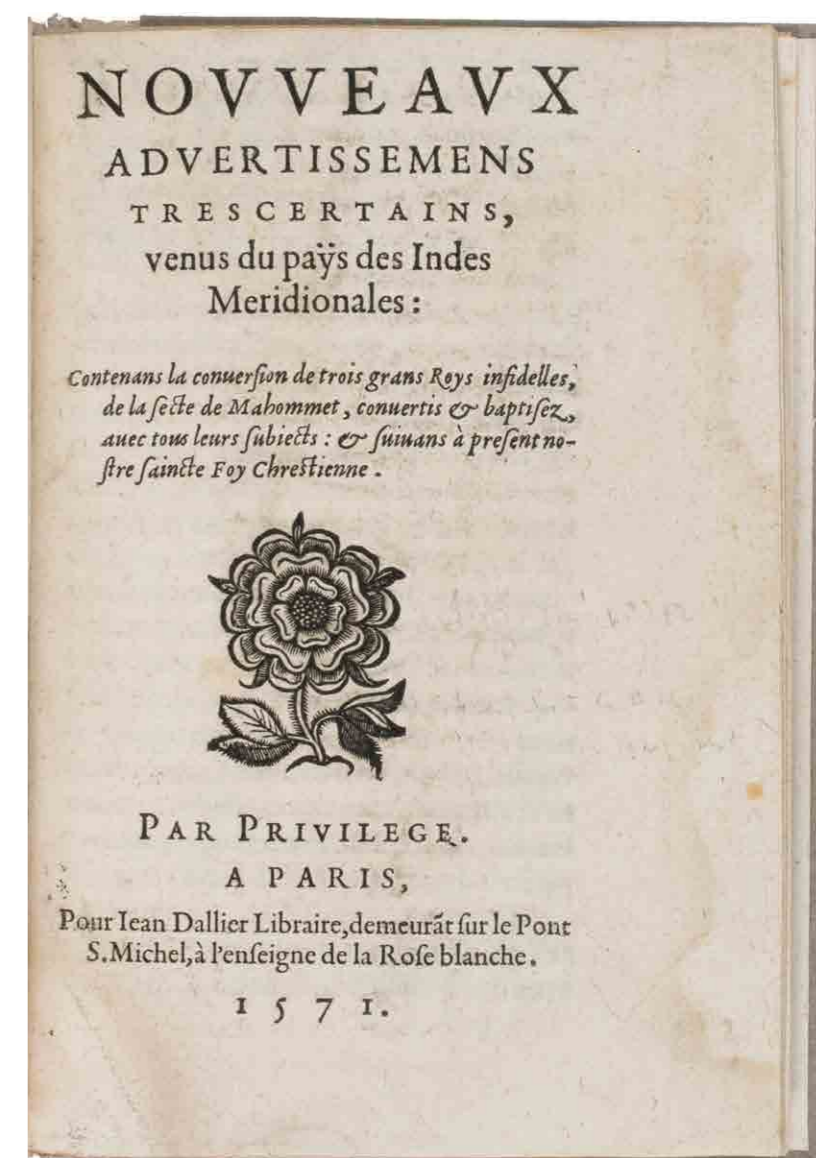 NOVVEAVX
ADVERTISSEMENS
TRESCERTAINS,
venus du paÿs des Indes
Meridionales :
Contenans la conuerſion de trois grans Roys infidelles,
de la ſecte de Mahommet, conuertis & baptiſez,
auec tous leurs ſubiects : & ſuiuans à preſent no-
ſtre ſaincte Foy Chreſtienne .
PAR PRIVILEGE.
A PARIS,
Pour Iean Dallier Libraire, demeurãt ſur le Pont
S. Michel, à l'enſeigne de la Roſe blanche.
1571.